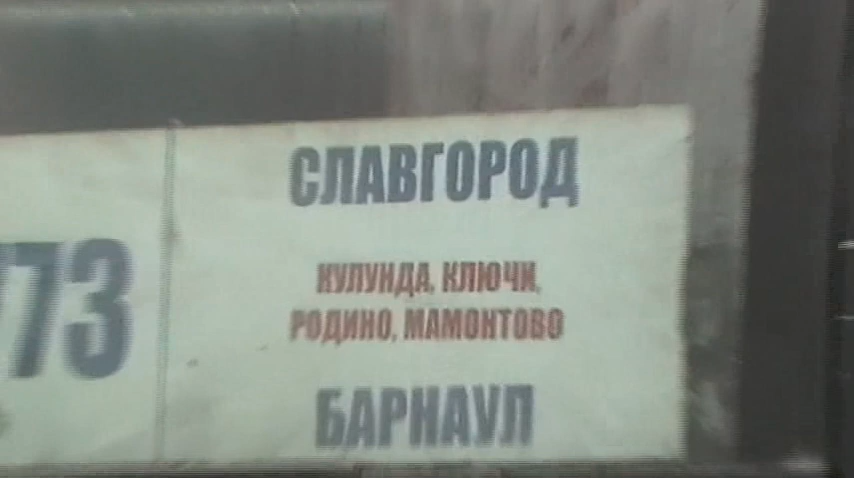 СЛАВГОРОД
КУЛУНДА, КЛЮЧИ,
РОДИНО, МАМОНТОВО
БАРНАУЛ
73